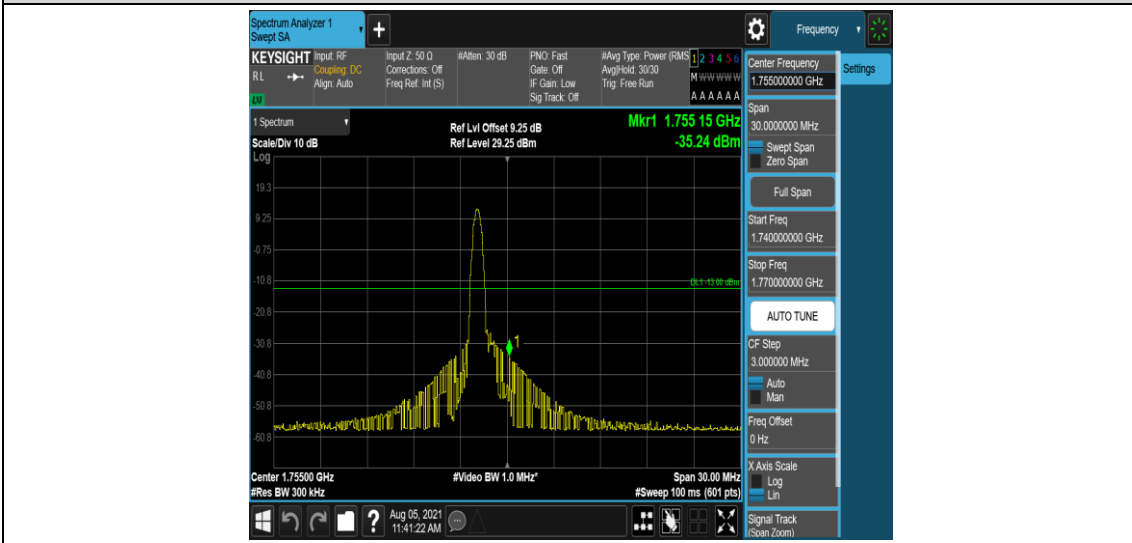 Spectrum Analyzer 1
Swept SA
+
Frequency
KEYSIGHT
RL
Input: RF
Coupling: DC
Align: Auto
Input Z: 50 Ω
Corrections: Off
Freq Ref: Int (S)
#Atten: 30 dB
PNO: Fast
Gate: Off
IF Gain: Low
Sig Track: Off
#Avg Type: Power (RMS
Avg|Hold: 30/30
Trig: Free Run
1 2 3 4 5 6
M W W W W W
A A A A A A
1 Spectrum
Scale/Div 10 dB
Log
Ref Lvl Offset 9.25 dB
Ref Level 29.25 dBm
Mkr1 1.755 15 GHz
-35.24 dBm
19.3
9.25
-0.75
-10.8
DL1 -13.00 dBm
-20.8
-30.8
1
-40.8
-50.8
-60.8
Center 1.75500 GHz
#Res BW 300 kHz
#Video BW 1.0 MHz*
Span 30.00 MHz
#Sweep 100 ms (601 pts)
Aug 05, 2021
11:41:22 AM
?
Center Frequency
1.755000000 GHz
Settings
Span
30.0000000 MHz
Swept Span
Zero Span
Full Span
Start Freq
1.740000000 GHz
Stop Freq
1.770000000 GHz
AUTO TUNE
CF Step
3.000000 MHz
Auto
Man
Freq Offset
0 Hz
X Axis Scale
Log
Lin
Signal Track
(Span Zoom)